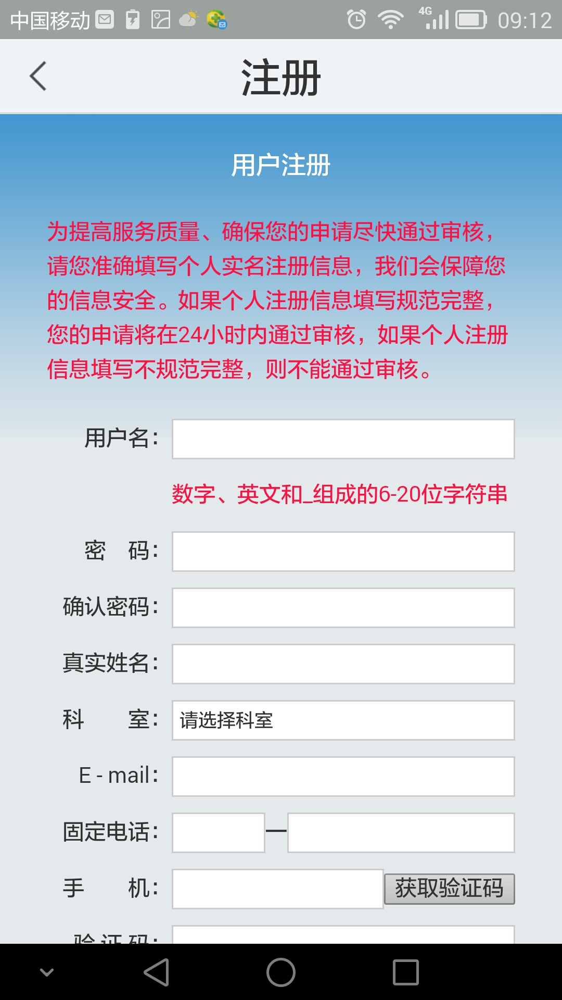 中国移动 4G 09:12
注册
用户注册
为提高服务质量、确保您的申请尽快通过审核，
请您准确填写个人实名注册信息，我们会保障您
的信息安全。如果个人注册信息填写规范完整，
您的申请将在24小时内通过审核，如果个人注册
信息填写不规范完整，则不能通过审核。
用户名：
数字、英文和_组成的6-20位字符串
密　码：
确认密码：
真实姓名：
科　　室： 请选择科室
E - mail：
固定电话： —
手　　机： 获取验证码
验 证 码：